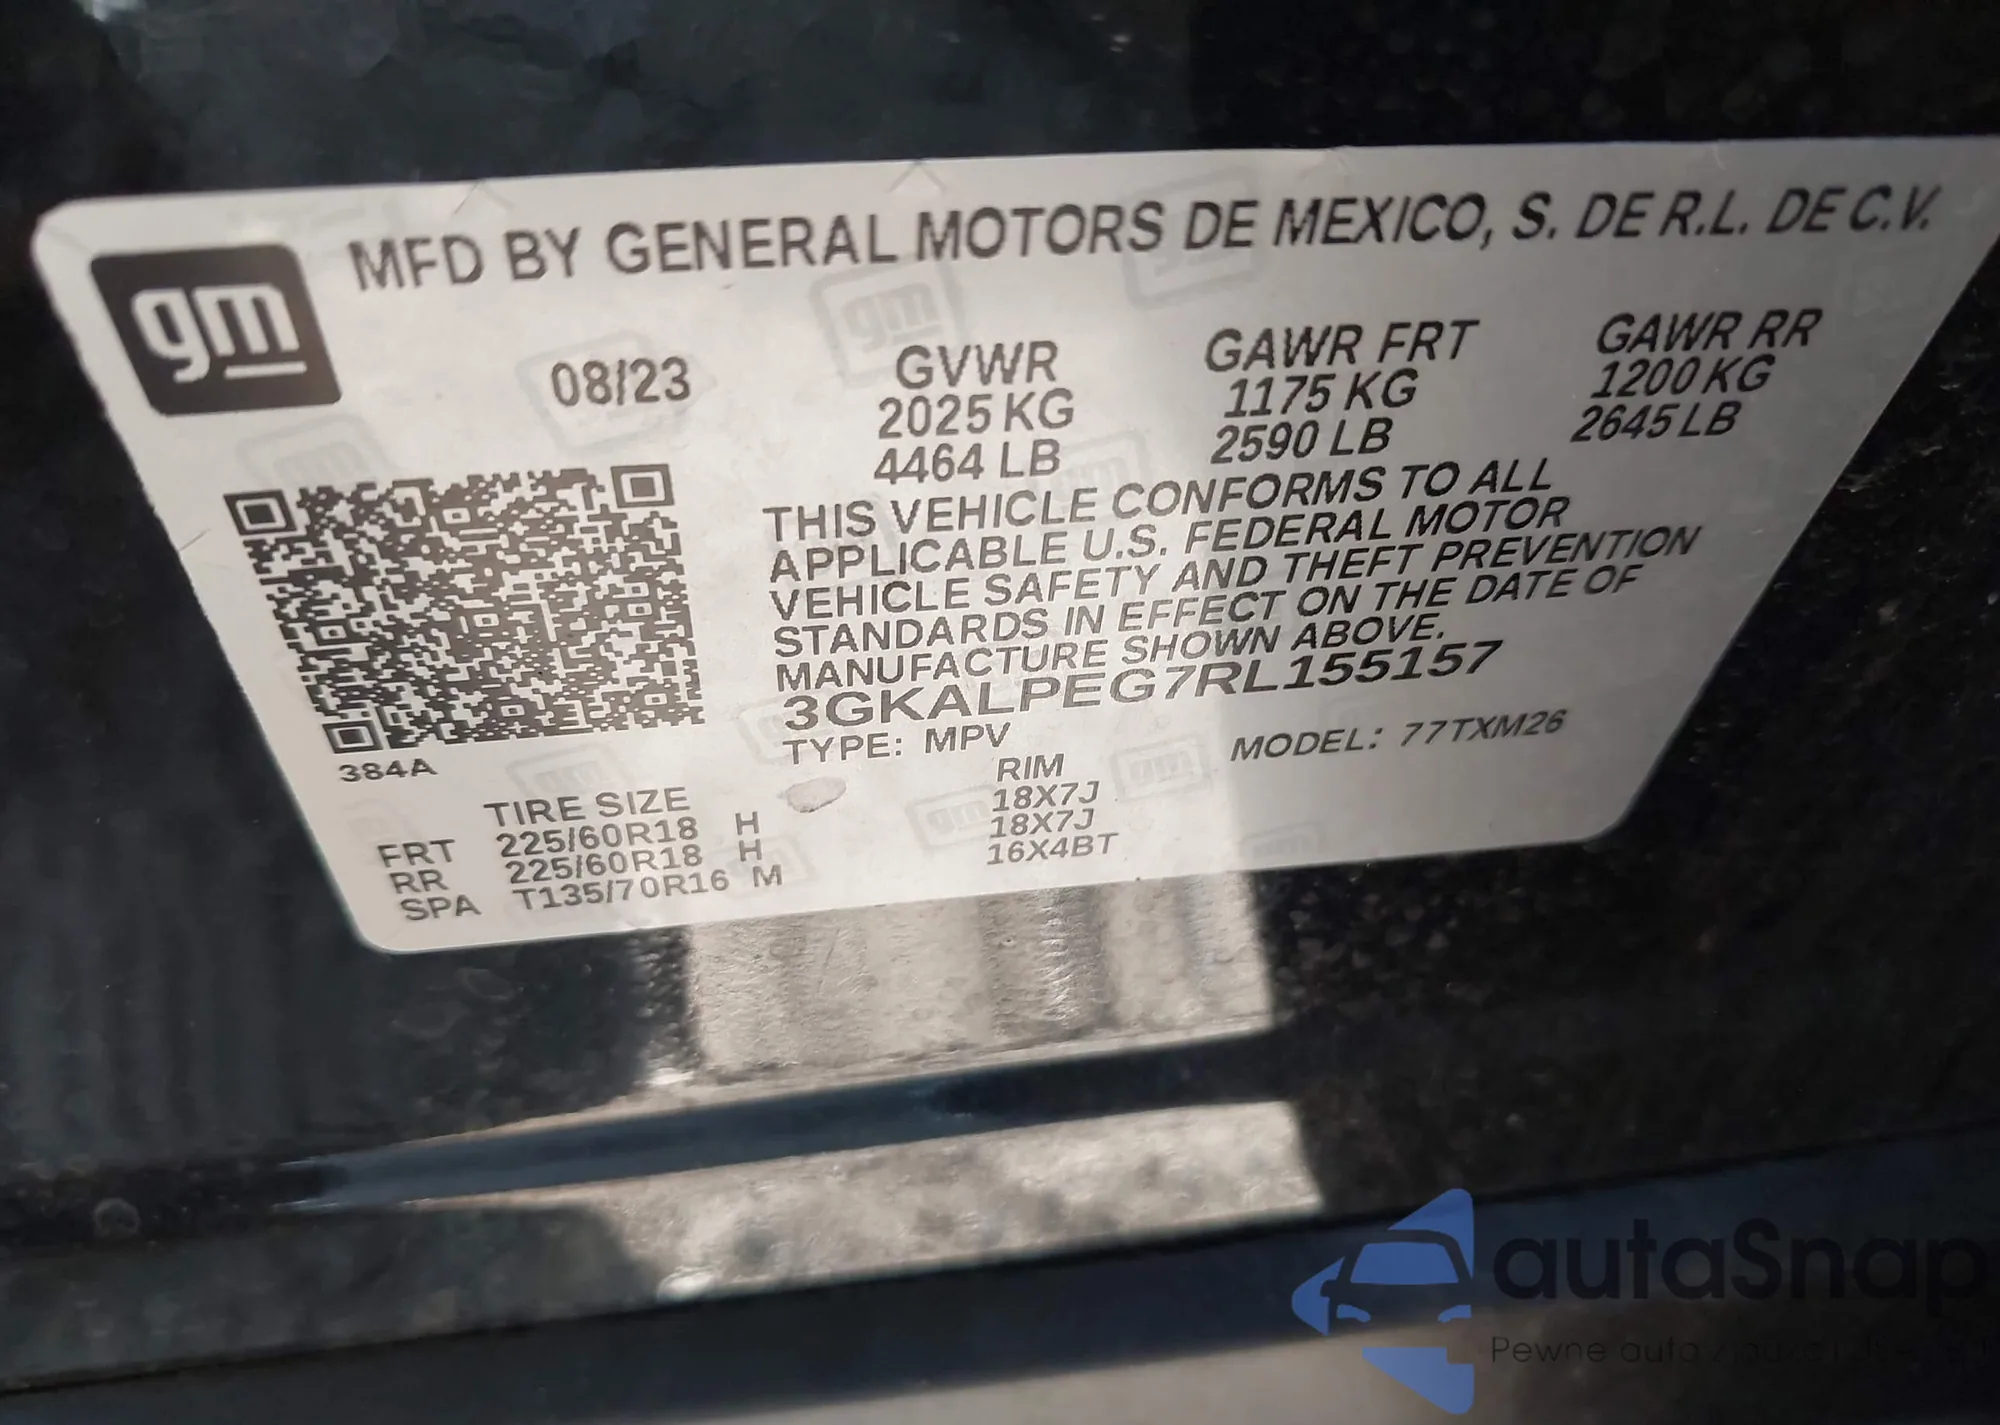 gm
MFD BY GENERAL MOTORS DE MEXICO, S. DE R.L. DE C.V.
08/23
GVWR
2025 KG
4464 LB
GAWR FRT
1175 KG
2590 LB
GAWR RR
1200 KG
2645 LB
THIS VEHICLE CONFORMS TO ALL
APPLICABLE U.S. FEDERAL MOTOR
VEHICLE SAFETY AND THEFT PREVENTION
STANDARDS IN EFFECT ON THE DATE OF
MANUFACTURE SHOWN ABOVE.
3GKALPEG7RL155157
TYPE: MPV
MODEL: 77TXM26
384A
TIRE SIZE RIM
FRT 225/60R18 H 18X7J
RR 225/60R18 H 18X7J
SPA T135/70R16 M 16X4BT
autaSnap
Pewne auta